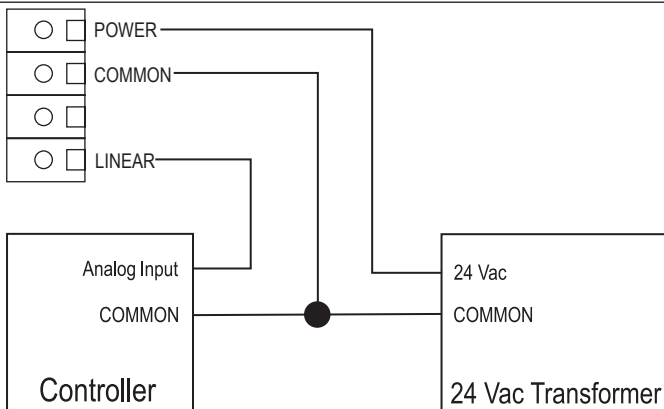 POWER
COMMON
LINEAR
Analog Input
COMMON
Controller
24 Vac
COMMON
24 Vac Transformer